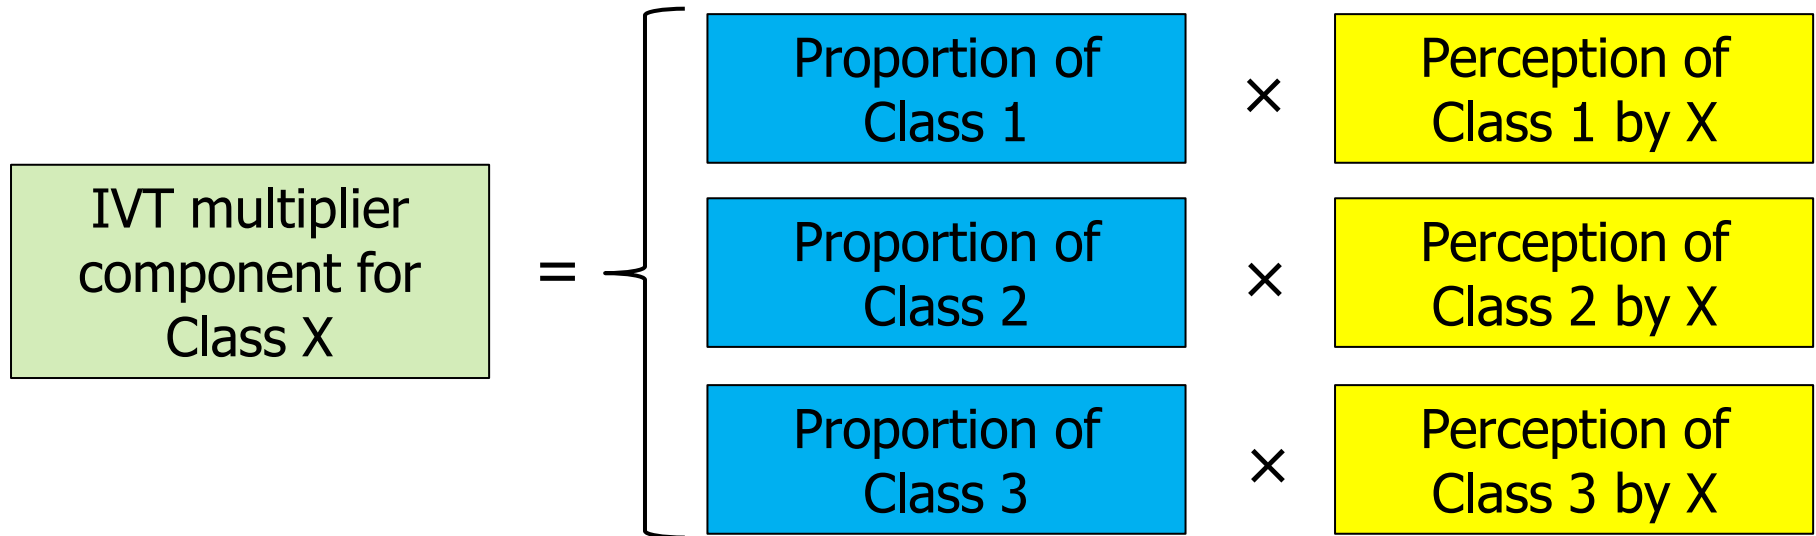 Proportion of
Class 1
×
Perception of
Class 1 by X
IVT multiplier
component for
Class X
=
Proportion of
Class 2
×
Perception of
Class 2 by X
Proportion of
Class 3
×
Perception of
Class 3 by X